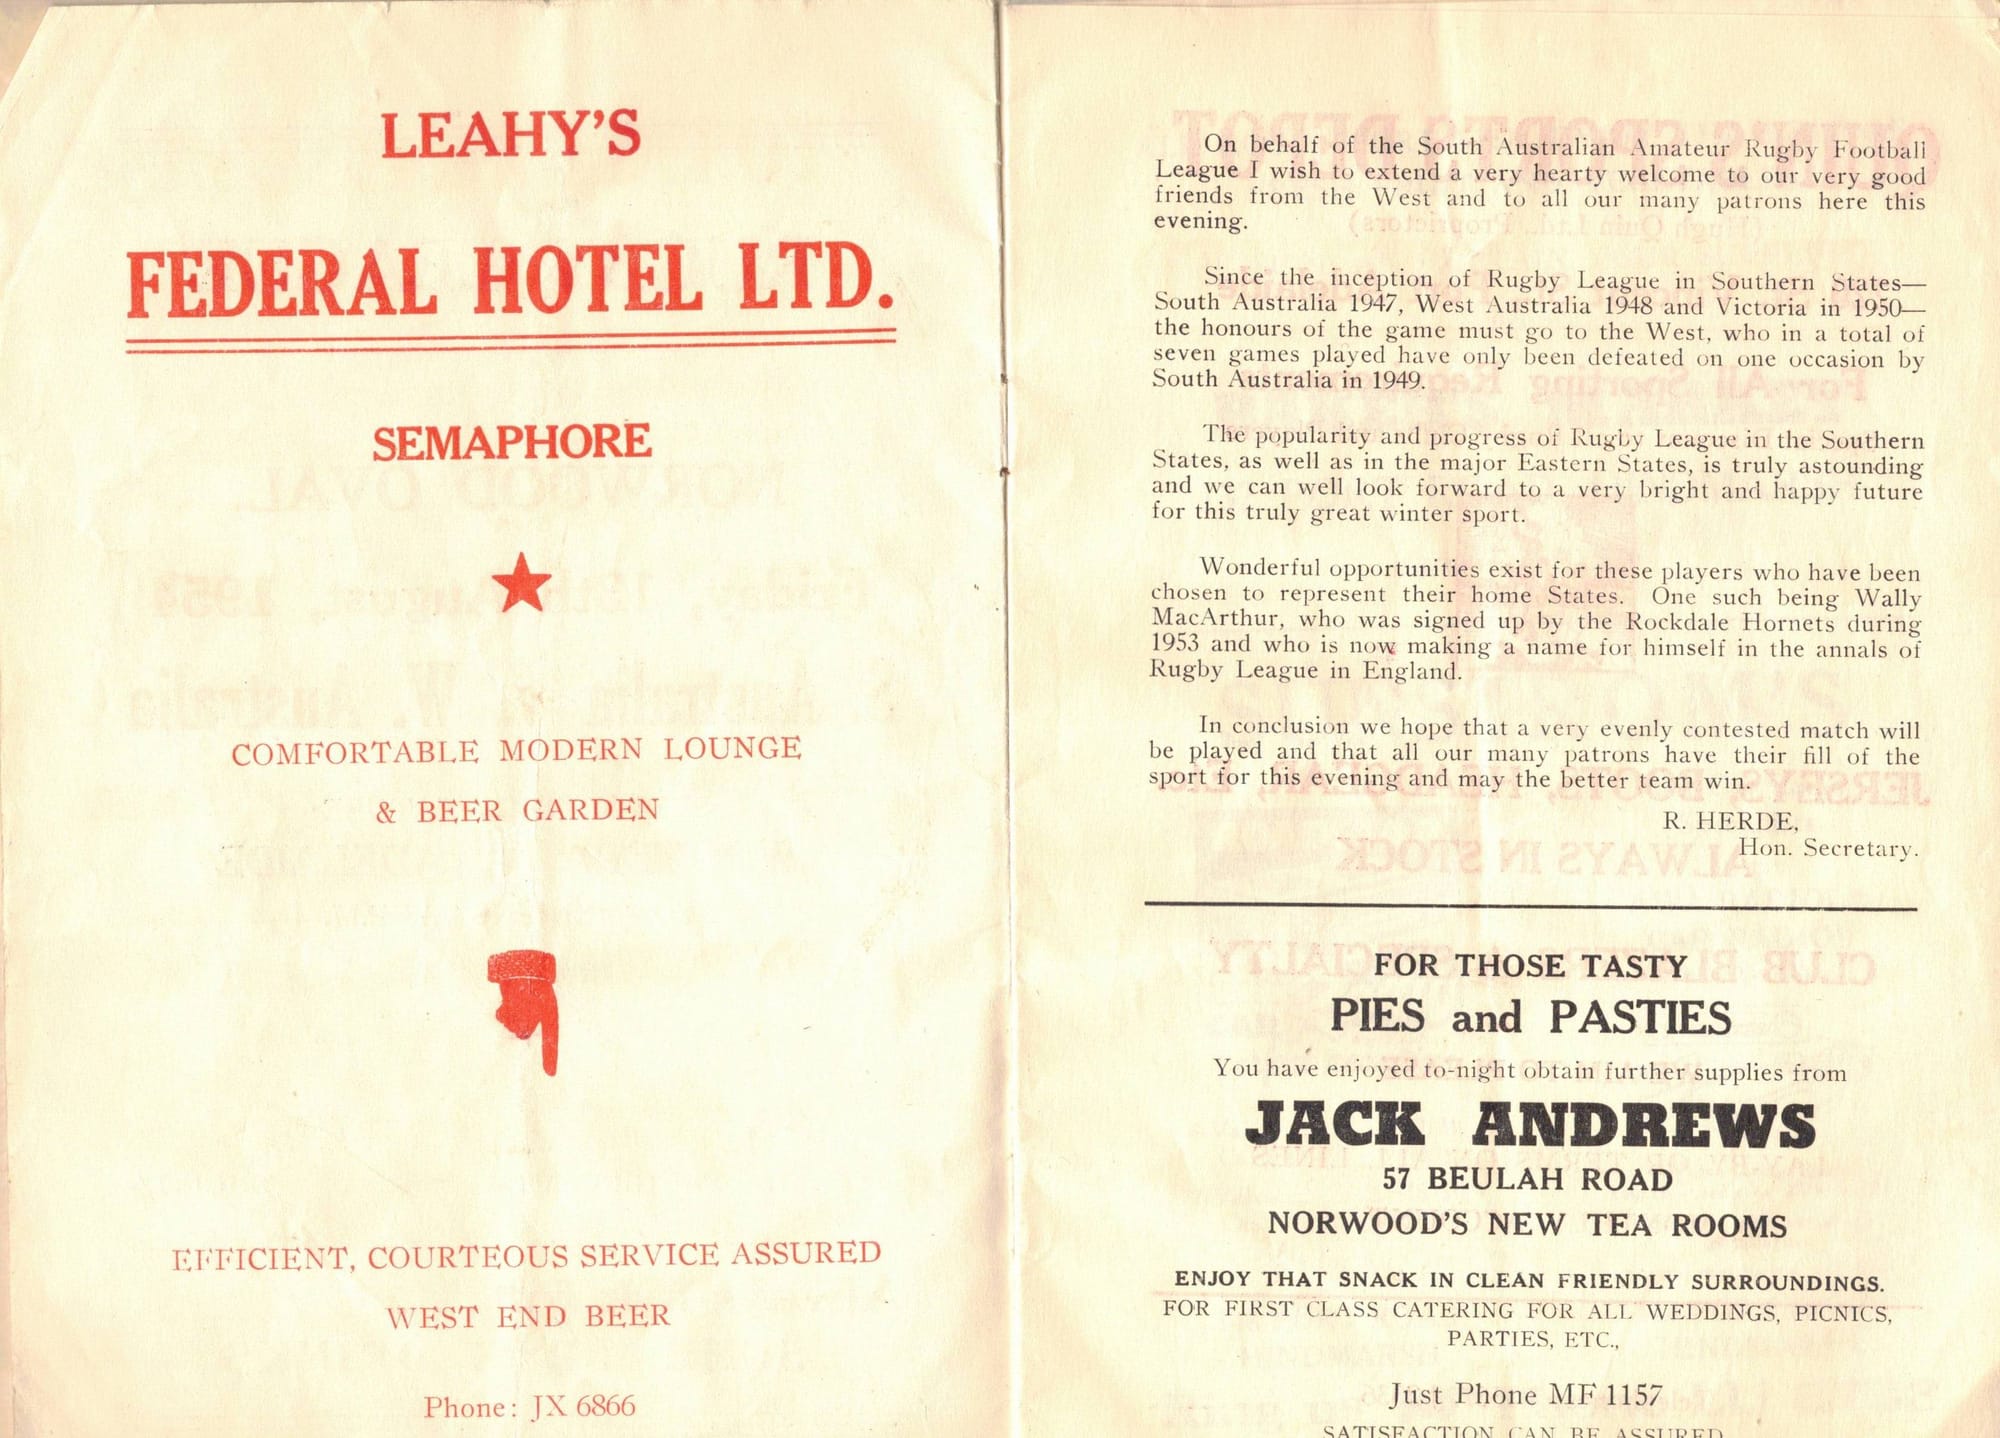 LEAHY'S
FEDERAL HOTEL LTD.
SEMAPHORE
COMFORTABLE MODERN LOUNGE
& BEER GARDEN
EFFICIENT, COURTEOUS SERVICE ASSURED
WEST END BEER
Phone: JX 6866
On behalf of the South Australian Amateur Rugby Football
League I wish to extend a very hearty welcome to our very good
friends from the West and to all our many patrons here this
evening.
Since the inception of Rugby League in Southern States—
South Australia 1947, West Australia 1948 and Victoria in 1950—
the honours of the game must go to the West, who in a total of
seven games played have only been defeated on one occasion by
South Australia in 1949.
The popularity and progress of Rugby League in the Southern
States, as well as in the major Eastern States, is truly astounding
and we can well look forward to a very bright and happy future
for this truly great winter sport.
Wonderful opportunities exist for these players who have been
chosen to represent their home States. One such being Wally
MacArthur, who was signed up by the Rockdale Hornets during
1953 and who is now making a name for himself in the annals of
Rugby League in England.
In conclusion we hope that a very evenly contested match will
be played and that all our many patrons have their fill of the
sport for this evening and may the better team win.
R. HERDE,
Hon. Secretary.
FOR THOSE TASTY
PIES and PASTIES
You have enjoyed to-night obtain further supplies from
JACK ANDREWS
57 BEULAH ROAD
NORWOOD'S NEW TEA ROOMS
ENJOY THAT SNACK IN CLEAN FRIENDLY SURROUNDINGS.
FOR FIRST CLASS CATERING FOR ALL WEDDINGS, PICNICS,
PARTIES, ETC.,
Just Phone MF 1157
SATISFACTION CAN BE ASSURED